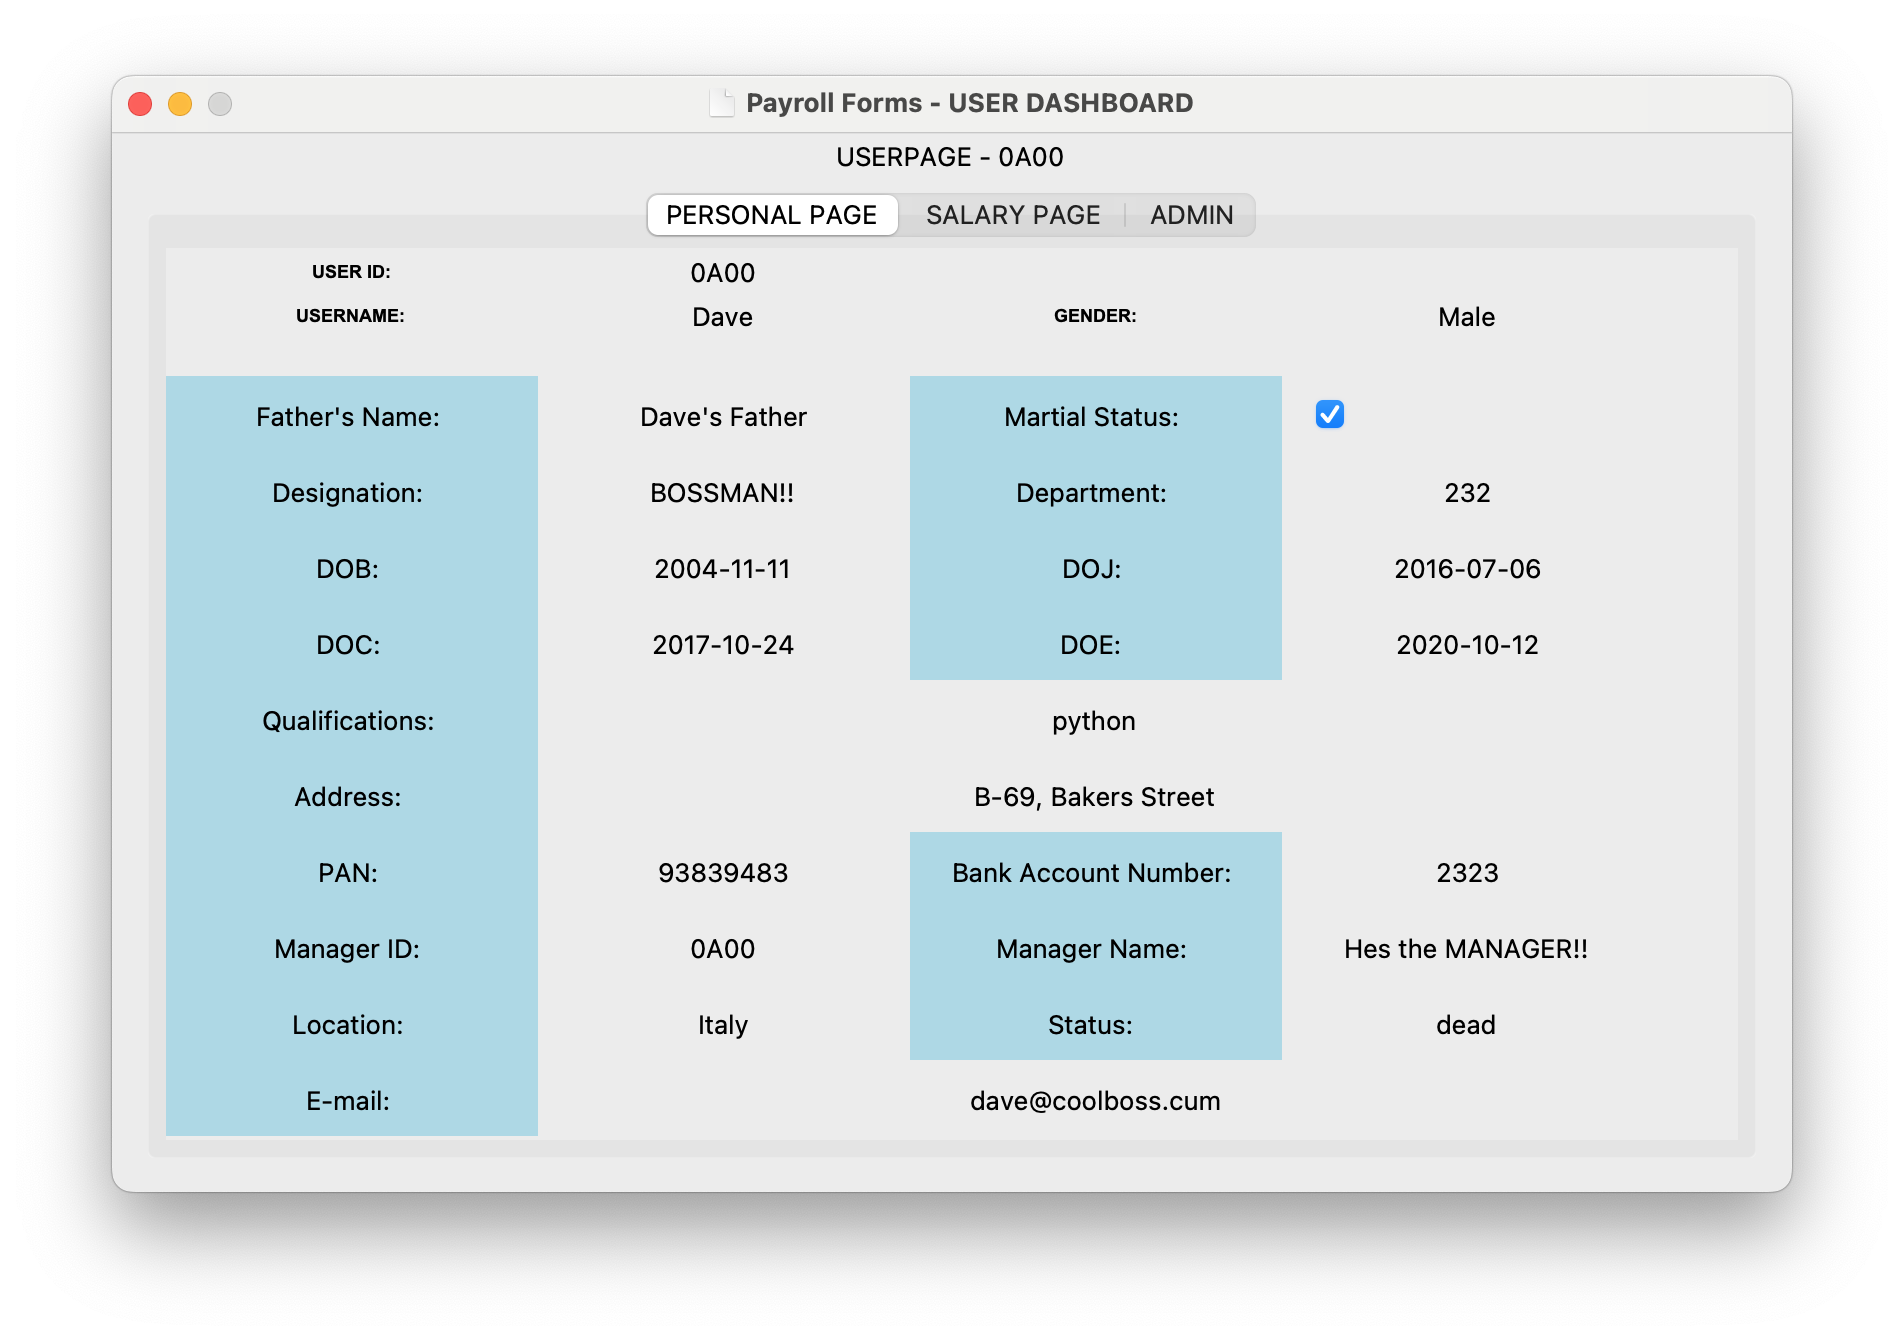 Payroll Forms - USER DASHBOARD
USERPAGE - 0A00
PERSONAL PAGE SALARY PAGE ADMIN
USER ID: 0A00
USERNAME: Dave GENDER: Male
Father's Name: Dave's Father Martial Status:
Designation: BOSSMAN!! Department: 232
DOB: 2004-11-11 DOJ: 2016-07-06
DOC: 2017-10-24 DOE: 2020-10-12
Qualifications: python
Address: B-69, Bakers Street
PAN: 93839483 Bank Account Number: 2323
Manager ID: 0A00 Manager Name: Hes the MANAGER!!
Location: Italy Status: dead
E-mail: dave@coolboss.cum